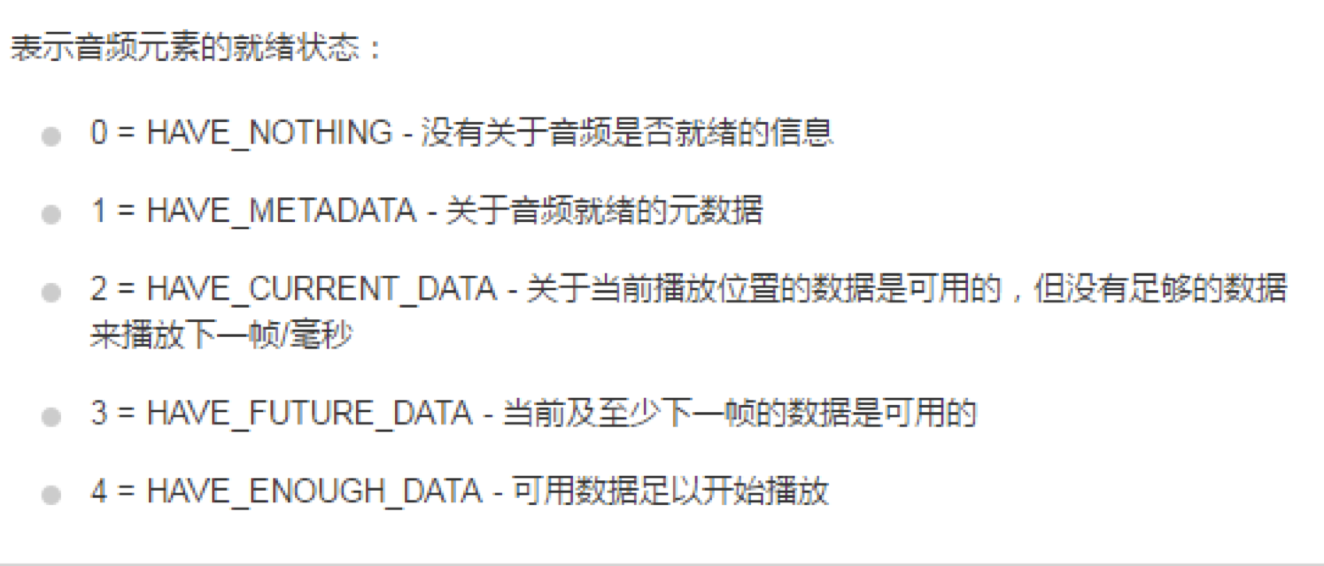 表示音频元素的就绪状态：
0 = HAVE_NOTHING - 没有关于音频是否就绪的信息
1 = HAVE_METADATA - 关于音频就绪的元数据
2 = HAVE_CURRENT_DATA - 关于当前播放位置的数据是可用的，但没有足够的数据
来播放下一帧/毫秒
3 = HAVE_FUTURE_DATA - 当前及至少下一帧的数据是可用的
4 = HAVE_ENOUGH_DATA - 可用数据足以开始播放